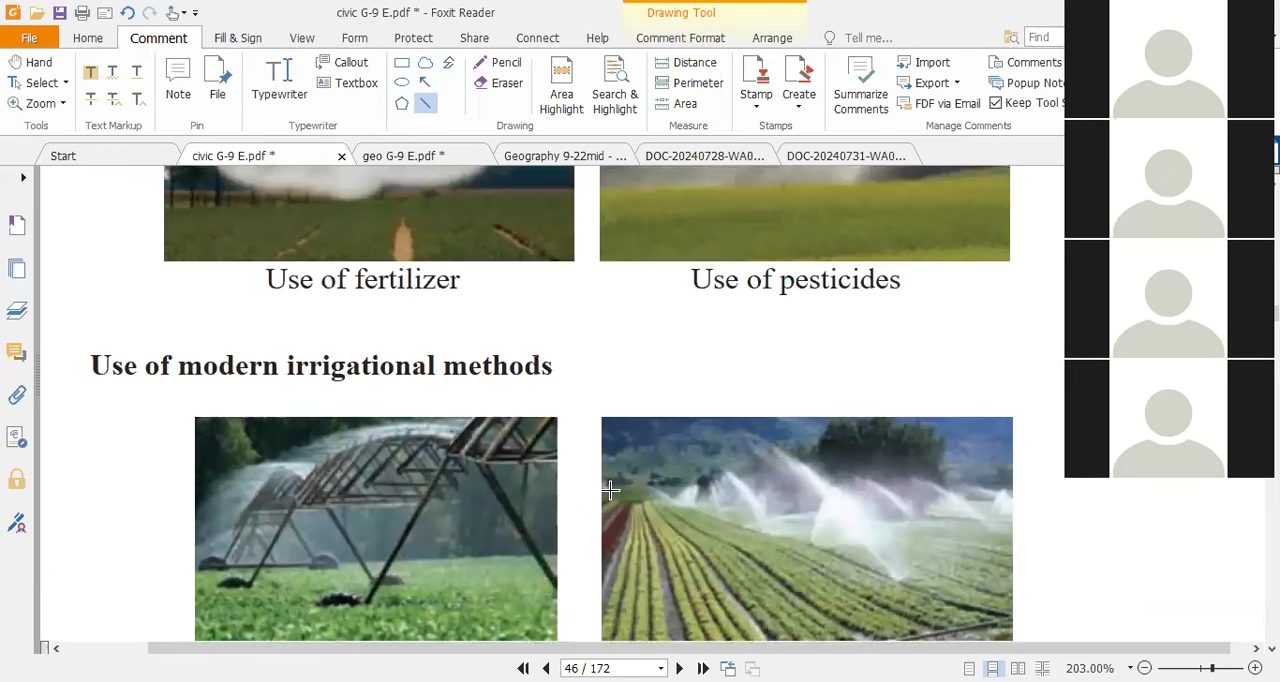 civic G-9 E.pdf * - Foxit Reader
Drawing Tool
File
Home
Comment
Fill & Sign
View
Form
Protect
Share
Connect
Help
Comment Format
Arrange
Tell me...
Find
Hand
Select
Zoom
Tools
Text Markup
Note
File
Pin
Typewriter
Callout
Textbox
Typewriter
Pencil
Eraser
Area
Highlight
Search &
Highlight
Drawing
Distance
Perimeter
Area
Measure
Stamp
Create
Stamps
Summarize
Comments
Import
Export
FDF via Email
Comments
Popup Note
Keep Tool S
Manage Comments
Start
civic G-9 E.pdf *
geo G-9 E.pdf *
Geography 9-22mid - ...
DOC-20240728-WA0...
DOC-20240731-WA0...
Use of fertilizer
Use of pesticides
Use of modern irrigational methods
46 / 172
203.00%